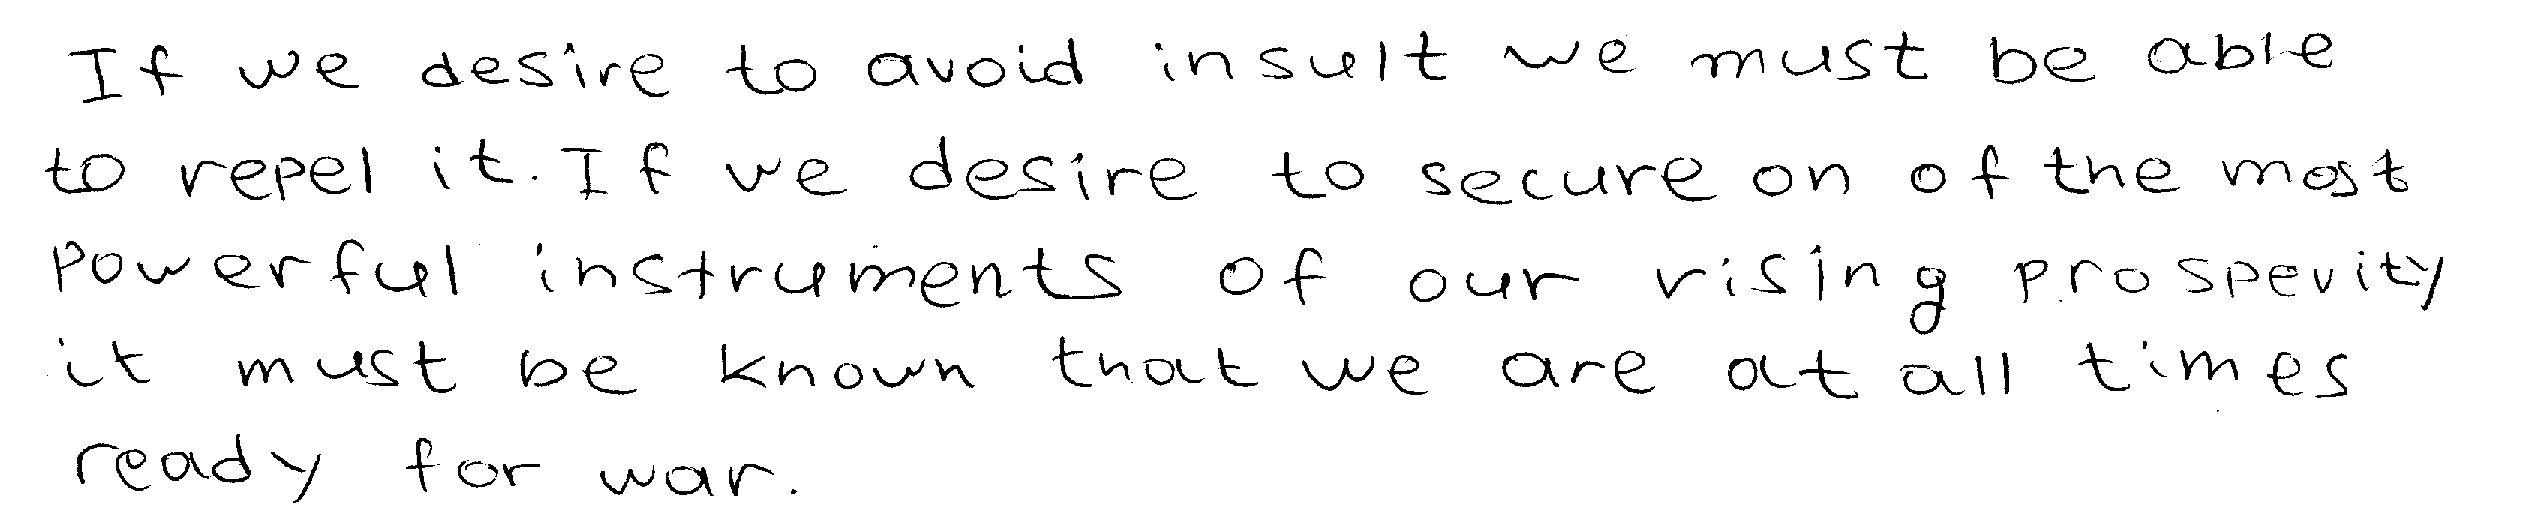 If we desire to avoid insult we must be able
to repel it. If we desire to secure on of the most
powerful instruments of our rising prosperity
it must be known that we are at all times
ready for war.